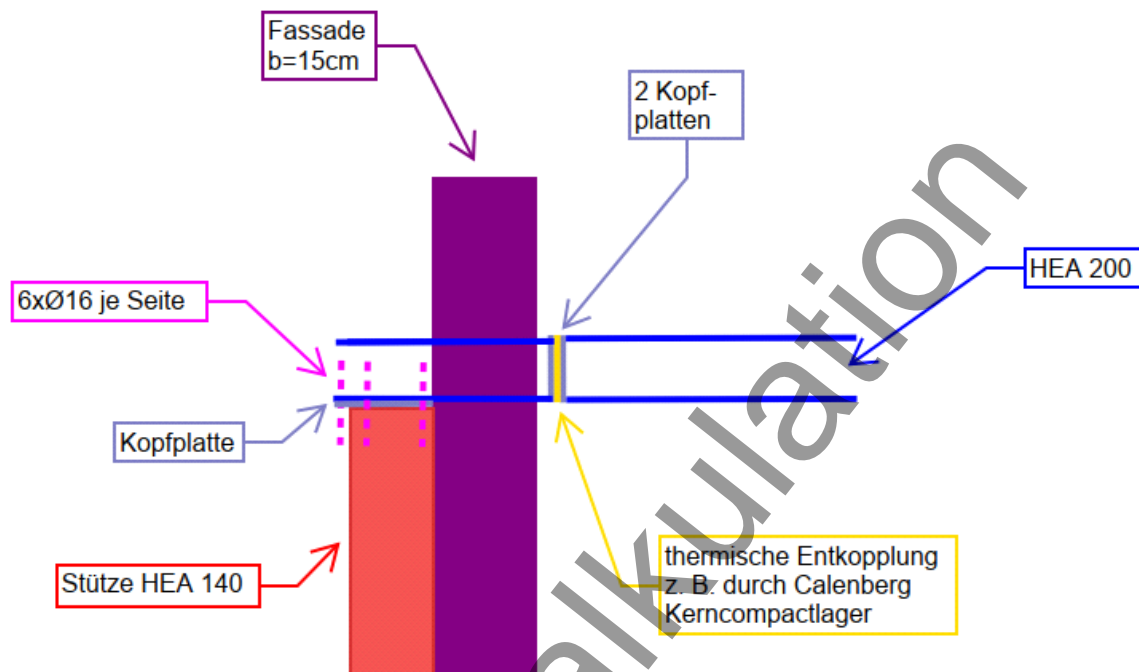 Fassade
b=15cm
2 Kopf-
platten
HEA 200
6xØ16 je Seite
Kopfplatte
Stütze HEA 140
thermische Entkopplung
z. B. durch Calenberg
Kerncompactlager
alkulation